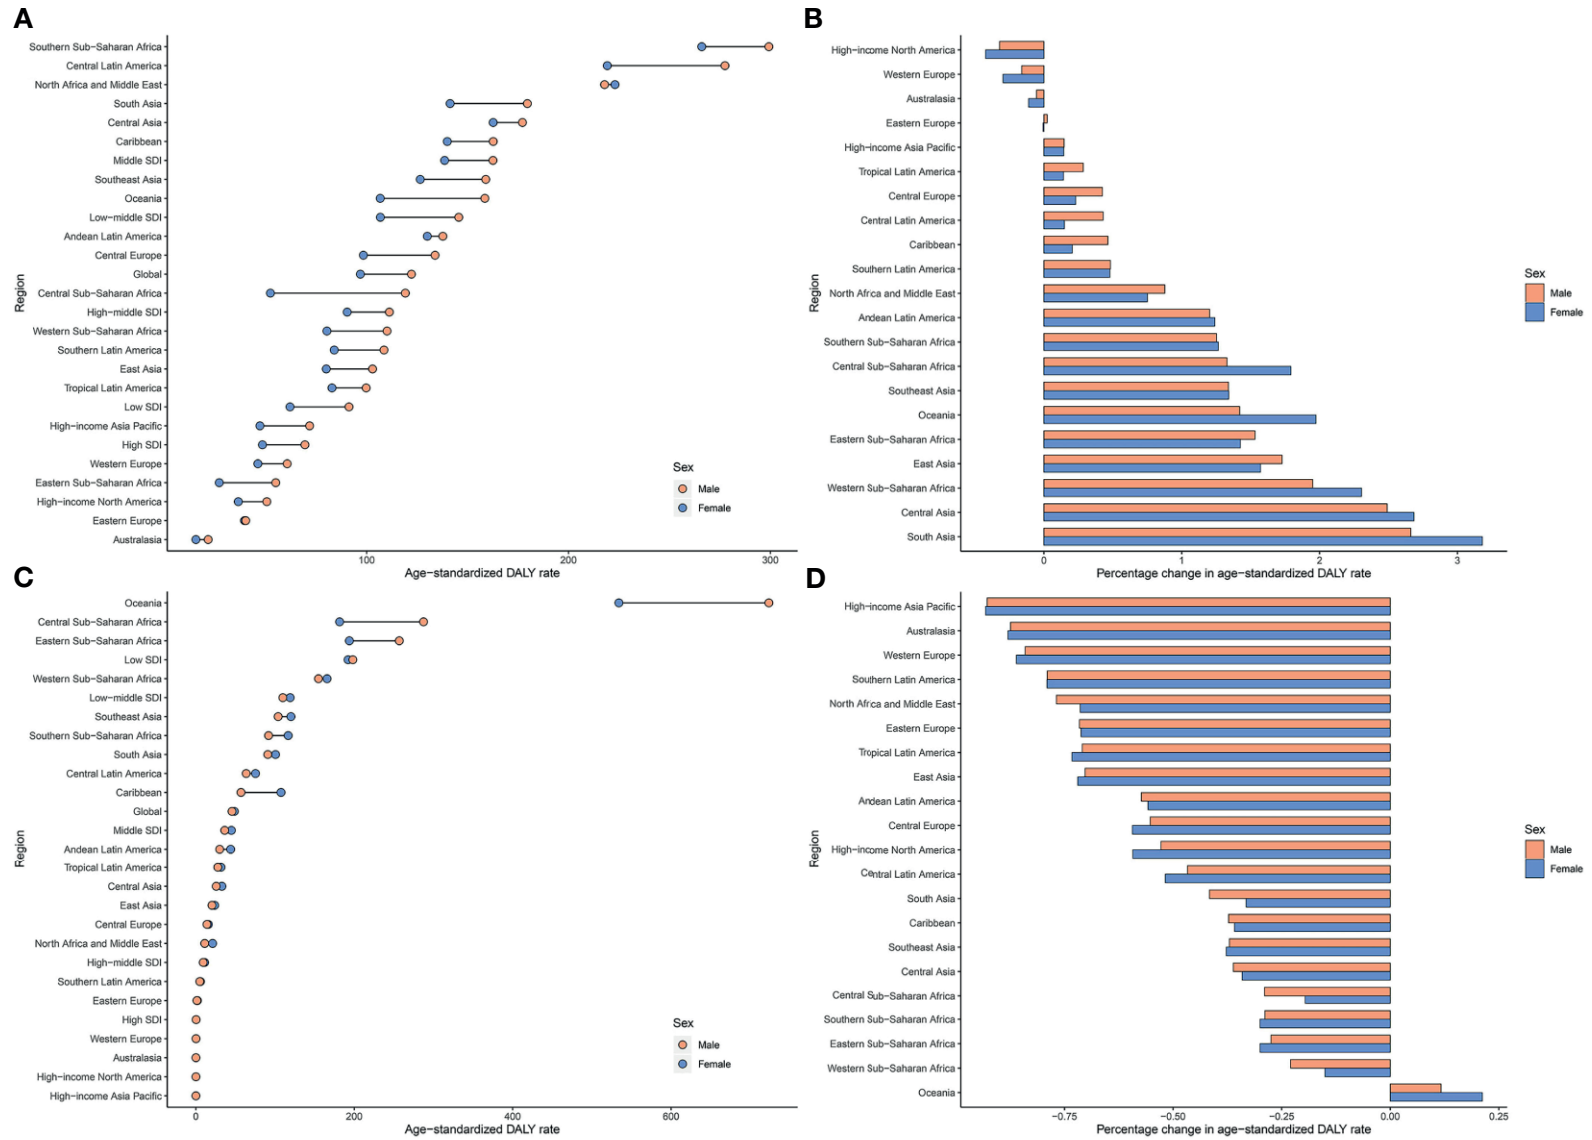 A
Southern Sub-Saharan Africa
Central Latin America
North Africa and Middle East
South Asia
Central Asia
Caribbean
Middle SDI
Southeast Asia
Oceania
Low-middle SDI
Andean Latin America
Central Europe
Global
Central Sub-Saharan Africa
High-middle SDI
Western Sub-Saharan Africa
Southern Latin America
East Asia
Tropical Latin America
Low SDI
High-income Asia Pacific
High SDI
Western Europe
Eastern Sub-Saharan Africa
High-income North America
Eastern Europe
Australasia
Region
Sex
Male
Female
100 200 300
Age-standardized DALY rate
B
High-income North America
Western Europe
Australasia
Eastern Europe
High-income Asia Pacific
Tropical Latin America
Central Europe
Central Latin America
Caribbean
Southern Latin America
North Africa and Middle East
Andean Latin America
Southern Sub-Saharan Africa
Central Sub-Saharan Africa
Southeast Asia
Oceania
Eastern Sub-Saharan Africa
East Asia
Western Sub-Saharan Africa
Central Asia
South Asia
Region
Sex
Male
Female
0 1 2 3
Percentage change in age-standardized DALY rate
C
Oceania
Central Sub-Saharan Africa
Eastern Sub-Saharan Africa
Low SDI
Western Sub-Saharan Africa
Low-middle SDI
Southeast Asia
Southern Sub-Saharan Africa
South Asia
Central Latin America
Caribbean
Global
Middle SDI
Andean Latin America
Tropical Latin America
Central Asia
East Asia
Central Europe
North Africa and Middle East
High-middle SDI
Southern Latin America
Eastern Europe
High SDI
Western Europe
Australasia
High-income North America
High-income Asia Pacific
Region
Sex
Male
Female
0 200 400 600
Age-standardized DALY rate
D
High-income Asia Pacific
Australasia
Western Europe
Southern Latin America
North Africa and Middle East
Eastern Europe
Tropical Latin America
East Asia
Andean Latin America
Central Europe
High-income North America
Central Latin America
South Asia
Caribbean
Southeast Asia
Central Asia
Central Sub-Saharan Africa
Southern Sub-Saharan Africa
Eastern Sub-Saharan Africa
Western Sub-Saharan Africa
Oceania
Region
Sex
Male
Female
-0.75 -0.50 -0.25 0.00 0.25
Percentage change in age-standardized DALY rate